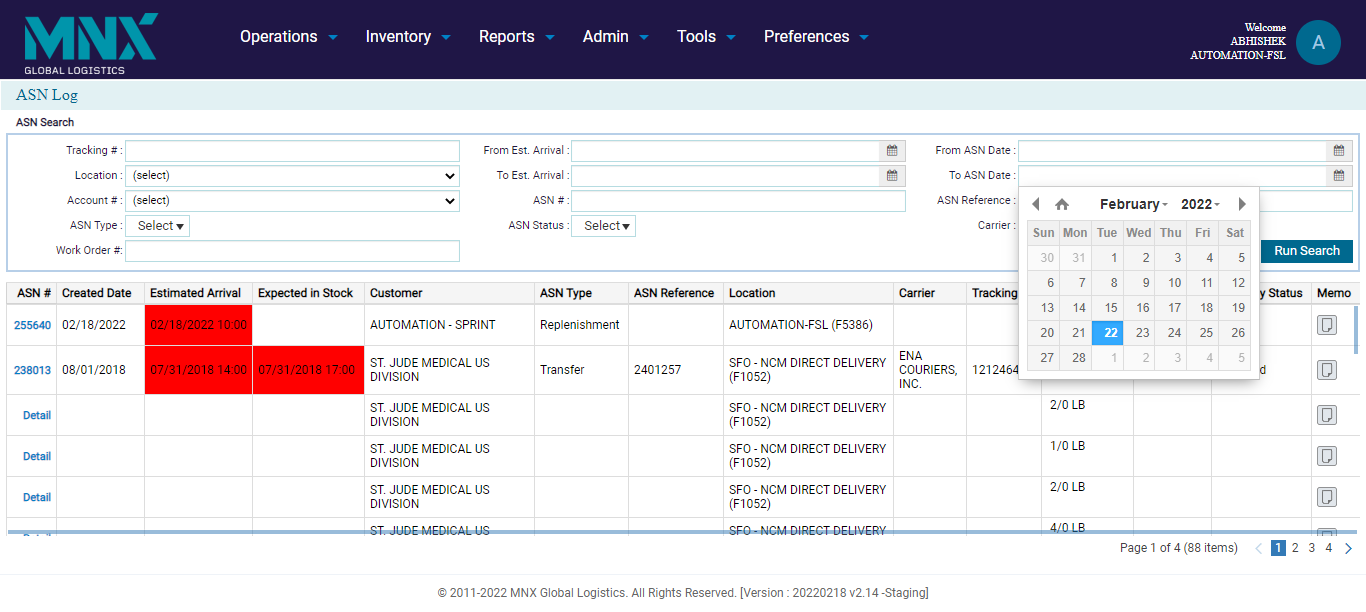 MNX
GLOBAL LOGISTICS
Operations Inventory Reports Admin Tools Preferences
Welcome
ABHISHEK
AUTOMATION-FSL
A
ASN Log
ASN Search
Tracking # : From Est. Arrival : From ASN Date :
Location : (select) To Est. Arrival : To ASN Date :
Account # : (select) ASN # : ASN Reference :
ASN Type : Select ASN Status : Select Carrier :
Work Order #: Run Search
February 2022
Sun Mon Tue Wed Thu Fri Sat
30 31 1 2 3 4 5
6 7 8 9 10 11 12
13 14 15 16 17 18 19
20 21 22 23 24 25 26
27 28 1 2 3 4 5
ASN # Created Date Estimated Arrival Expected in Stock Customer ASN Type ASN Reference Location Carrier Tracking y Status Memo
255640 02/18/2022 02/18/2022 10:00 AUTOMATION - SPRINT Replenishment AUTOMATION-FSL (F5386)
238013 08/01/2018 07/31/2018 14:00 07/31/2018 17:00 ST. JUDE MEDICAL US DIVISION Transfer 2401257 SFO - NCM DIRECT DELIVERY (F1052) ENA COURIERS, INC. 1212464 d
Detail ST. JUDE MEDICAL US DIVISION SFO - NCM DIRECT DELIVERY (F1052) 2/0 LB
Detail ST. JUDE MEDICAL US DIVISION SFO - NCM DIRECT DELIVERY (F1052) 1/0 LB
Detail ST. JUDE MEDICAL US DIVISION SFO - NCM DIRECT DELIVERY (F1052) 2/0 LB
Detail ST. JUDE MEDICAL US SFO - NCM DIRECT DELIVERY 4/0 LB
Page 1 of 4 (88 items) 1 2 3 4
© 2011-2022 MNX Global Logistics. All Rights Reserved. [Version : 20220218 v2.14 -Staging]